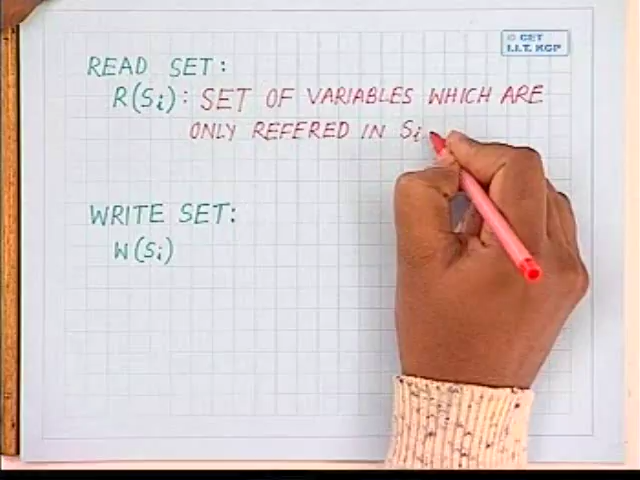 © CET
I.I.T. KGP
READ SET:
R(Si): SET OF VARIABLES WHICH ARE
ONLY REFERED IN Si
WRITE SET:
W(Si)